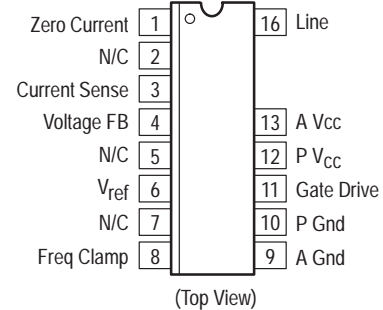 Zero Current 1 16 Line
N/C 2
Current Sense 3
Voltage FB 4 13 A Vcc
N/C 5 12 P VCC
Vref 6 11 Gate Drive
N/C 7 10 P Gnd
Freq Clamp 8 9 A Gnd
(Top View)